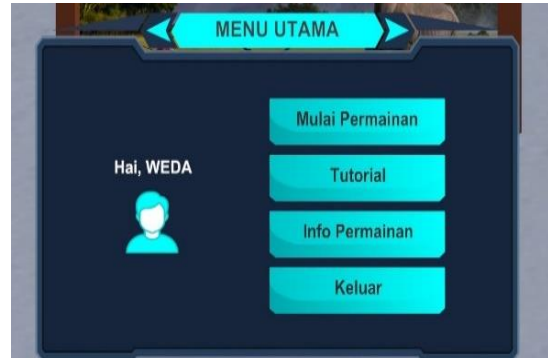 MENU UTAMA
Hai, WEDA
Mulai Permainan
Tutorial
Info Permainan
Keluar